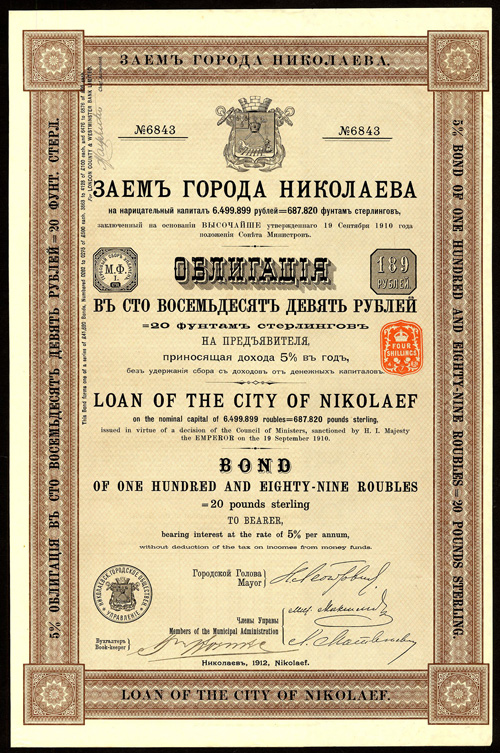 ЗАЕМЪ ГОРОДА НИКОЛАЕВА.
№6843
№6843
ЗАЕМЪ ГОРОДА НИКОЛАЕВА
на нарицательный капиталъ 6.499.899 рублей=687.820 фунтамъ стерлинговъ,
заключенный на основаніи ВЫСОЧАЙШЕ утвержденнаго 19 Сентября 1910 года
положенія Совѣта Министровъ.
М.Ф.
I.
ОБЛИГАЦІЯ
189
РУБЛЕЙ.
ВЪ СТО ВОСЕМЬДЕСЯТЪ ДЕВЯТЬ РУБЛЕЙ
=20 ФУНТАМЪ СТЕРЛИНГОВЪ
НА ПРЕДЪЯВИТЕЛЯ,
приносящая дохода 5% въ годъ,
безъ удержанія сбора съ доходовъ отъ денежныхъ капиталовъ.
FOUR
SHILLINGS
LOAN OF THE CITY OF NIKOLAEF
on the nominal capital of 6.499.899 roubles=687.820 pounds sterling,
issued in virtue of a decision of the Council of Ministers, sanctioned by H. I. Majesty
the EMPEROR on the 19 September 1910.
BOND
OF ONE HUNDRED AND EIGHTY-NINE ROUBLES
=20 pounds sterling
TO BEARER,
bearing interest at the rate of 5% per annum,
without deduction of the tax on incomes from money funds.
Городской Голова
Mayor
НИКОЛАЕВСК. ГОРОДСКОЕ ОБЩЕСТВЕН. УПРАВЛЕНІЕ
Члены Управы
Members of the Municipal Administration
Бухгалтеръ
Book-keeper
Николаевъ, 1912, Nikolaef.
LOAN OF THE CITY OF NIKOLAEF.
5% ОБЛИГАЦІЯ ВЪ СТО ВОСЕМЬДЕСЯТЪ ДЕВЯТЬ РУБЛЕЙ = 20 ФУНТ. СТЕРЛ.
5% BOND OF ONE HUNDRED AND EIGHTY-NINE ROUBLES = 20 POUNDS STERLING
For LONDON COUNTY & WESTMINSTER BANK LIMITED